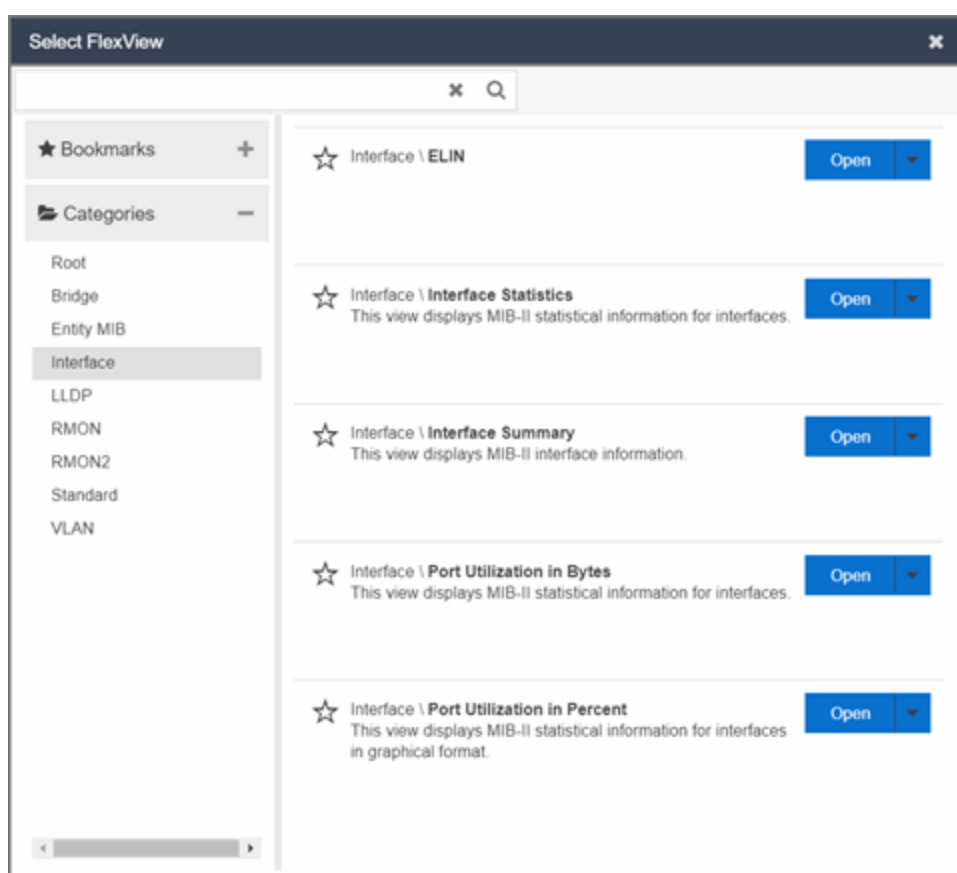 Select FlexView
Bookmarks
Categories
Root
Bridge
Entity MIB
Interface
LLDP
RMON
RMON2
Standard
VLAN
Interface \ ELIN
Open
Interface \ Interface Statistics
This view displays MIB-II statistical information for interfaces.
Open
Interface \ Interface Summary
This view displays MIB-II interface information.
Open
Interface \ Port Utilization in Bytes
This view displays MIB-II statistical information for interfaces.
Open
Interface \ Port Utilization in Percent
This view displays MIB-II statistical information for interfaces
in graphical format.
Open